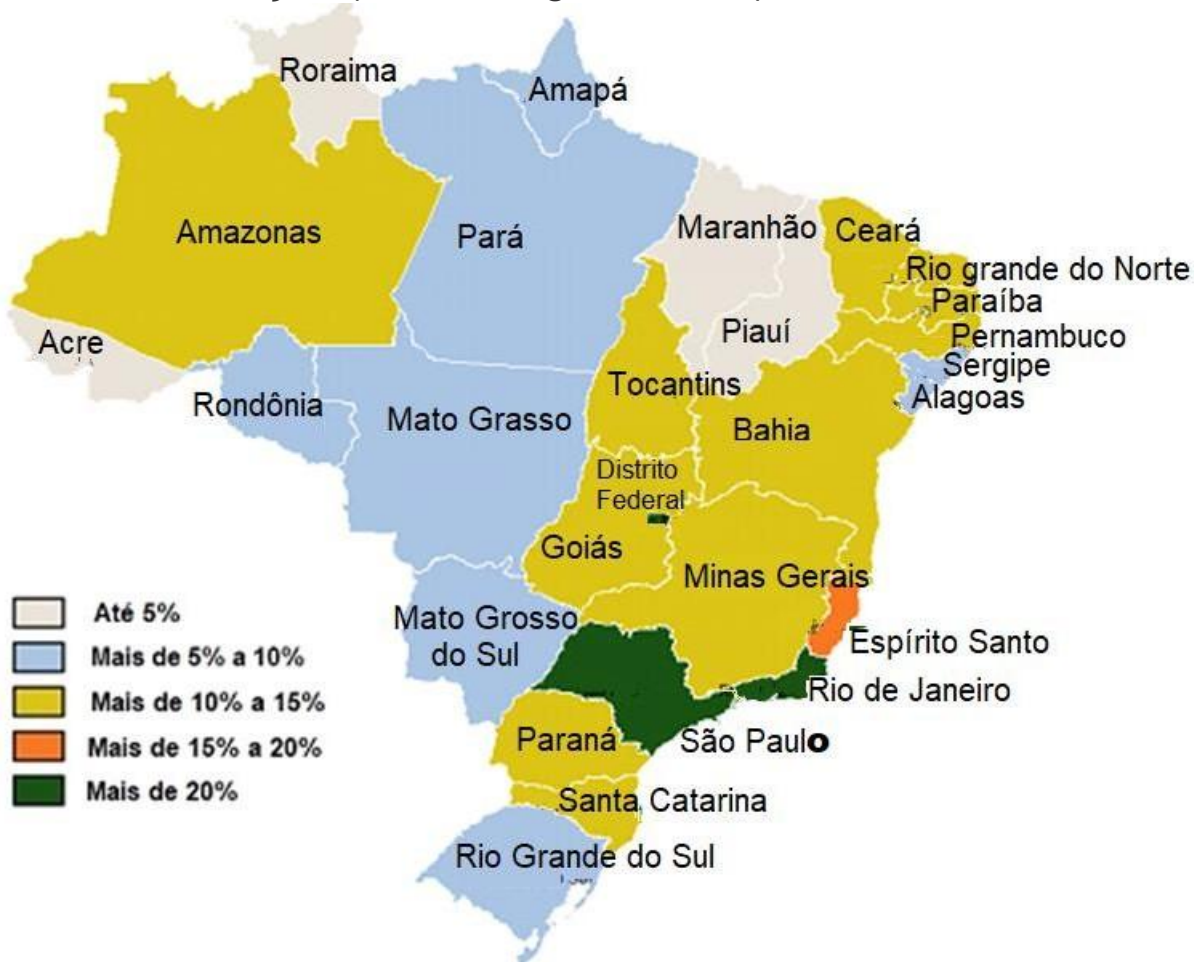 Roraima
Amapá
Amazonas
Pará
Maranhão
Ceará
Rio grande do Norte
Paraíba
Piauí
Pernambuco
Acre
Sergipe
Tocantins
Alagoas
Rondônia
Mato Grasso
Bahia
Distrito
Federal
Goiás
Minas Gerais
Até 5%
Mato Grosso
do Sul
Espírito Santo
Mais de 5% a 10%
Mais de 10% a 15%
Rio de Janeiro
Paraná
São Paulo
Mais de 15% a 20%
Mais de 20%
Santa Catarina
Rio Grande do Sul